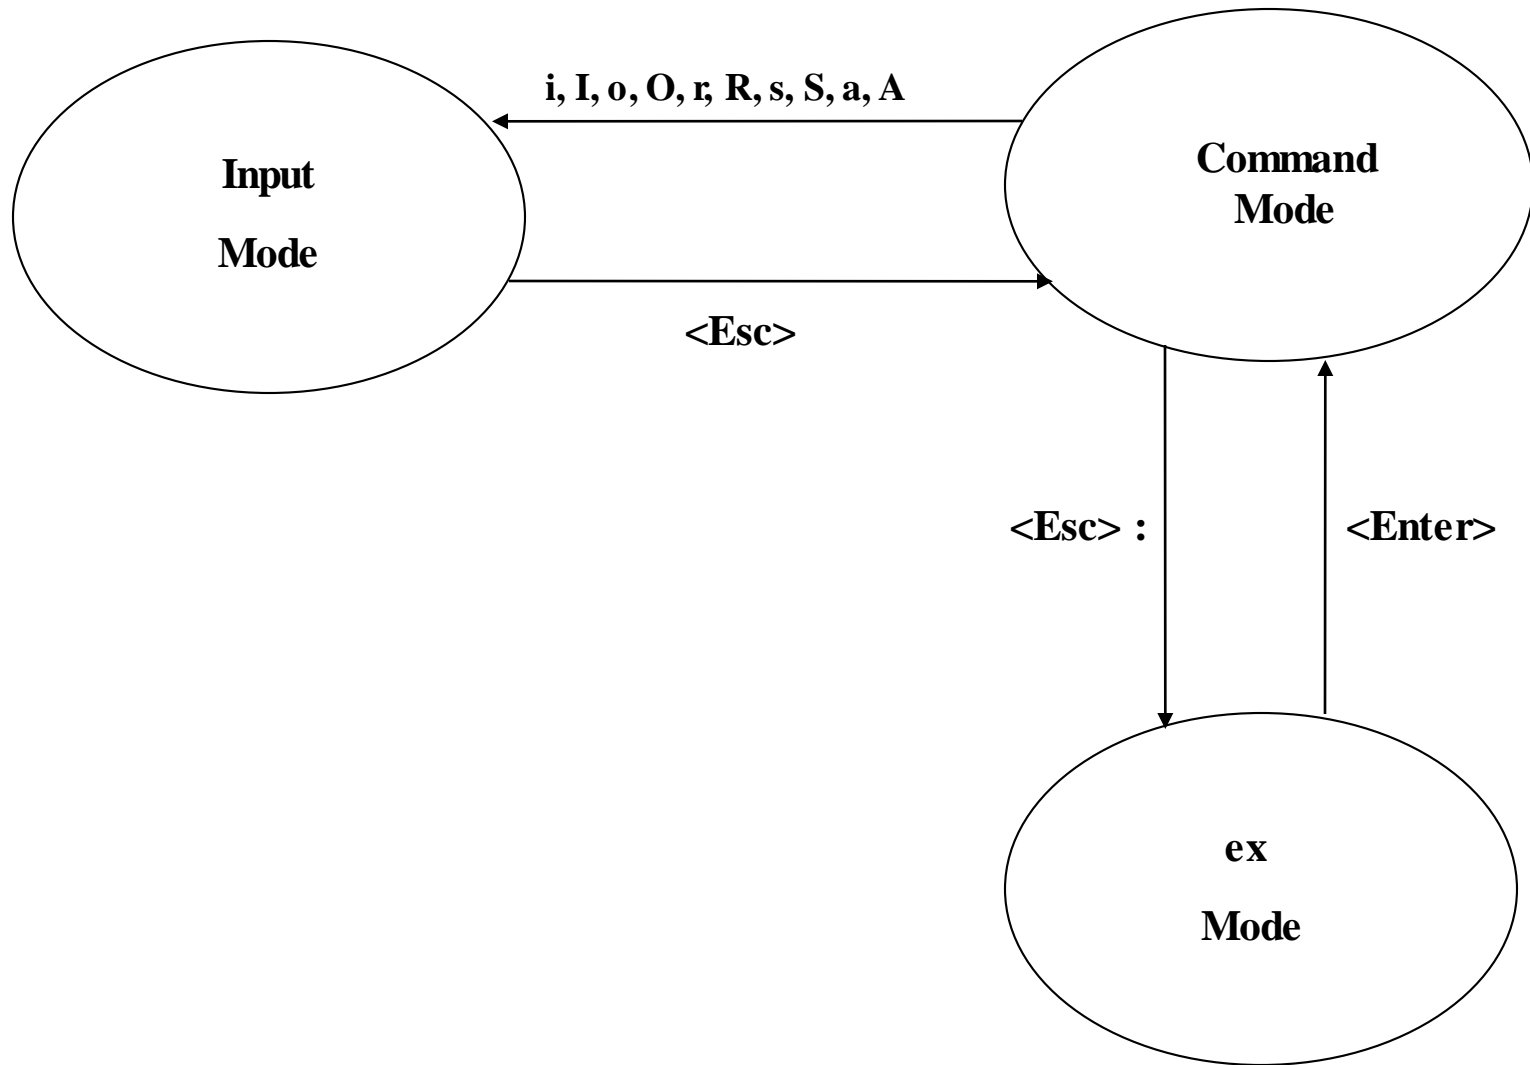 i, I, o, O, r, R, s, S, a, A
Input
Mode
Command
Mode
<Esc>
<Esc> :
<Enter>
ex
Mode